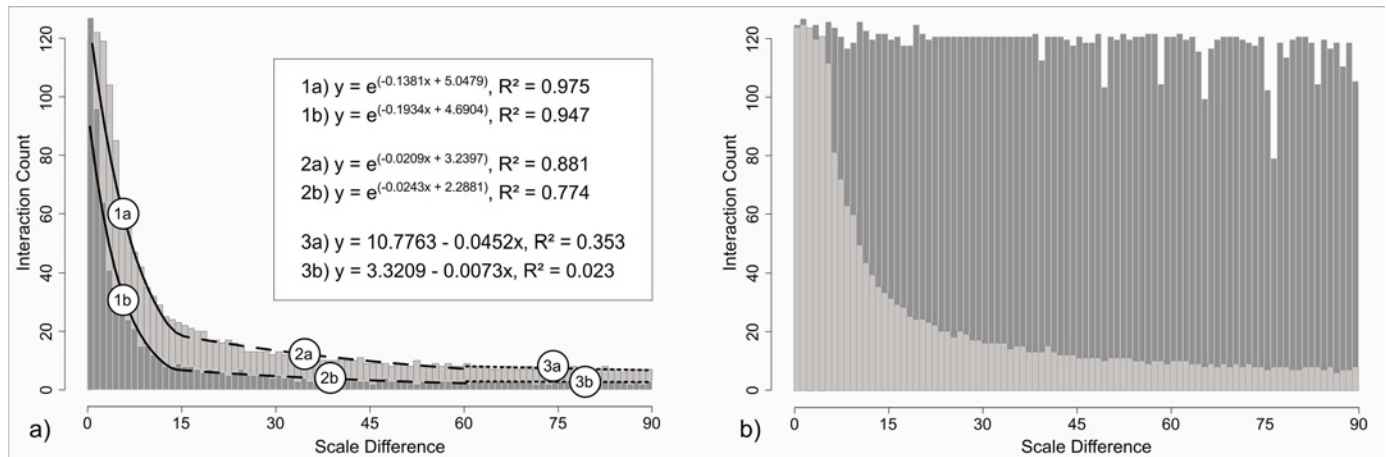 120
100
80
60
40
20
0
Interaction Count
1a) y = e^(-0.1381x + 5.0479), R² = 0.975
1b) y = e^(-0.1934x + 4.6904), R² = 0.947
2a) y = e^(-0.0209x + 3.2397), R² = 0.881
2b) y = e^(-0.0243x + 2.2881), R² = 0.774
3a) y = 10.7763 - 0.0452x, R² = 0.353
3b) y = 3.3209 - 0.0073x, R² = 0.023
1a
1b
2a
2b
3a
3b
0 15 30 45 60 75 90
Scale Difference
a)
120
100
80
60
40
20
0
Interaction Count
0 15 30 45 60 75 90
Scale Difference
b)